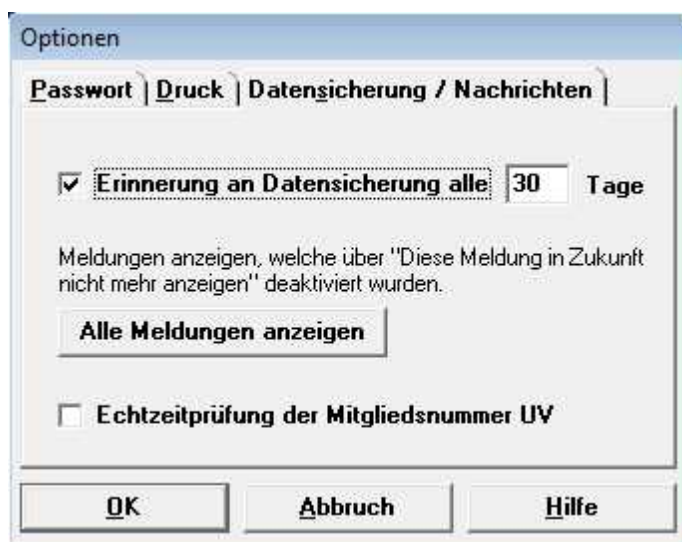 Optionen
Passwort Druck Datensicherung / Nachrichten
Erinnerung an Datensicherung alle 30 Tage
Meldungen anzeigen, welche über "Diese Meldung in Zukunft
nicht mehr anzeigen" deaktiviert wurden.
Alle Meldungen anzeigen
Echtzeitprüfung der Mitgliedsnummer UV
OK Abbruch Hilfe